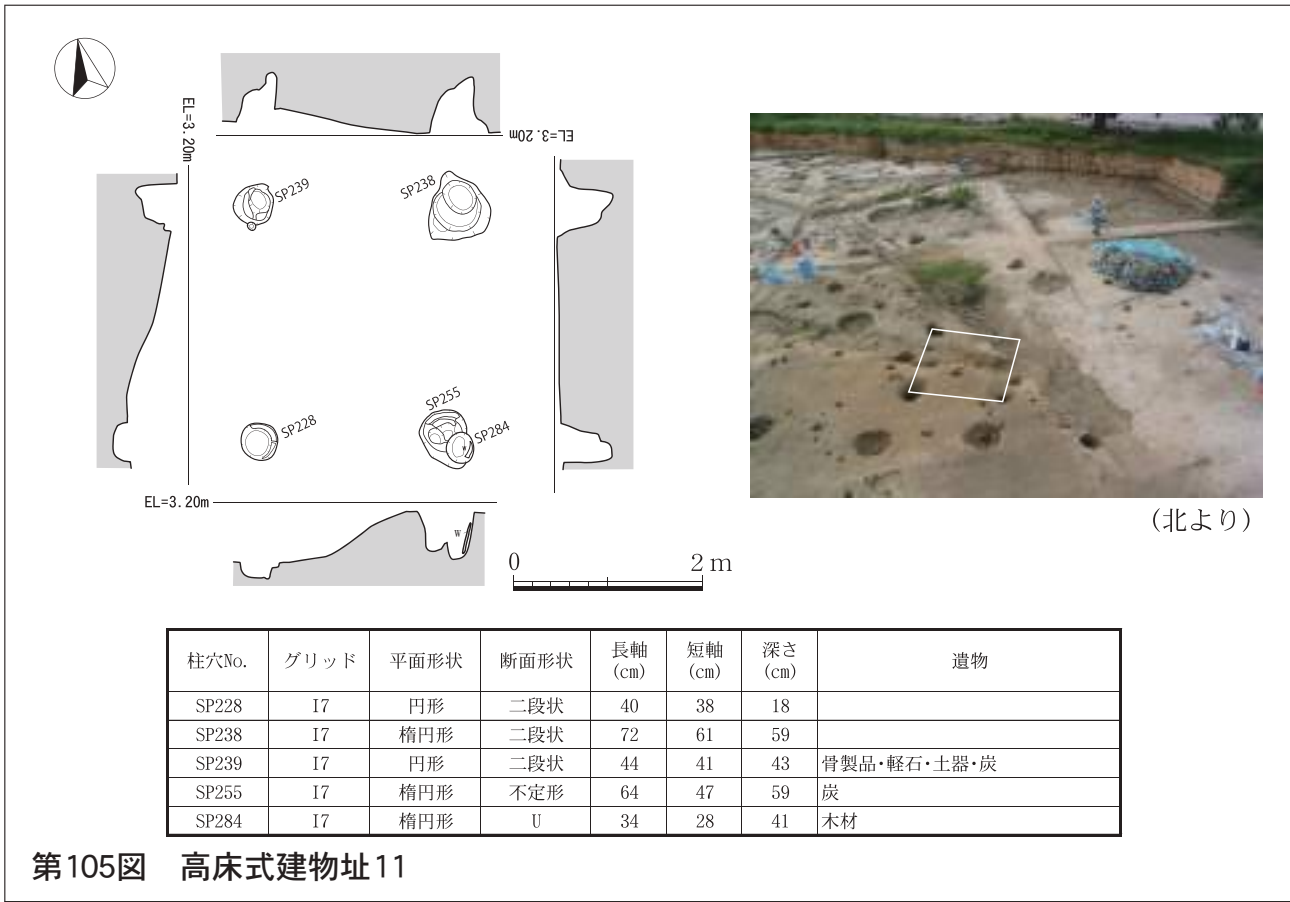 EL=3.20m
EL=3.20m
SP239
SP238
SP228
SP255
SP284
EL=3.20m
W
W
0 2 m
(北より)
柱穴No. グリッド 平面形状 断面形状 長軸(cm) 短軸(cm) 深さ(cm) 遺物
SP228 I7 円形 二段状 40 38 18
SP238 I7 楕円形 二段状 72 61 59
SP239 I7 円形 二段状 44 41 43 骨製品・軽石・土器・炭
SP255 I7 楕円形 不定形 64 47 59 炭
SP284 I7 楕円形 U 34 28 41 木材
第105図 高床式建物址11